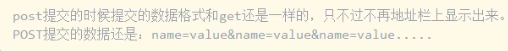 post提交的时候提交的数据格式和get还是一样的，只不过不再地址栏上显示出来。
POST提交的数据还是：name=value&name=value&name=value.....